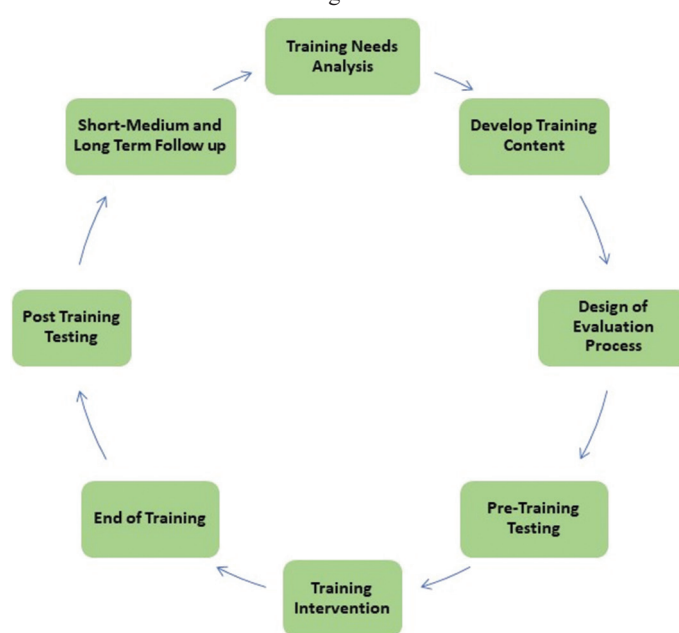 Training Needs
Analysis
Develop Training
Content
Design of
Evaluation
Process
Pre-Training
Testing
Training
Intervention
End of Training
Post Training
Testing
Short-Medium and
Long Term Follow up